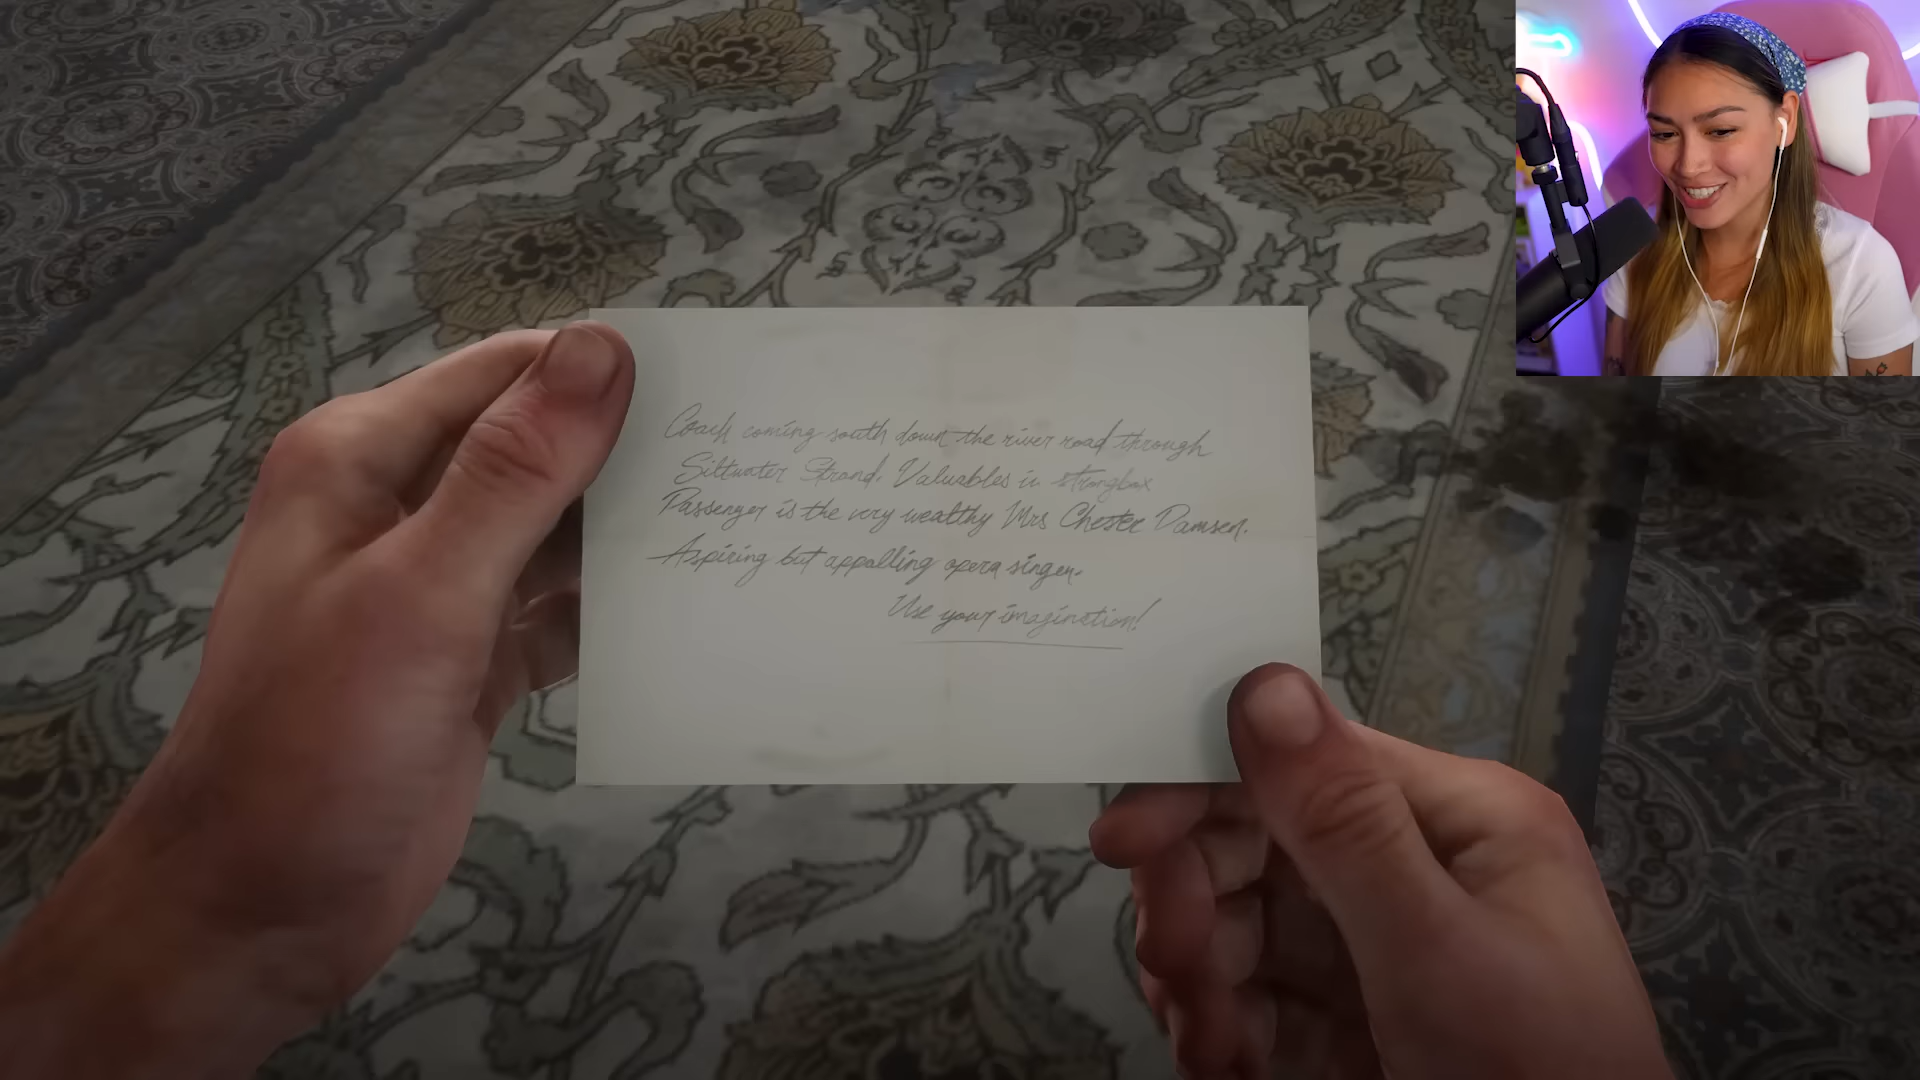 Coach coming south down the river road through
Siltwater Strand. Valuables in strongbox
Passenger is the very wealthy Mrs Chester Damsen.
Aspiring but appalling opera singer.
Use your imagination!